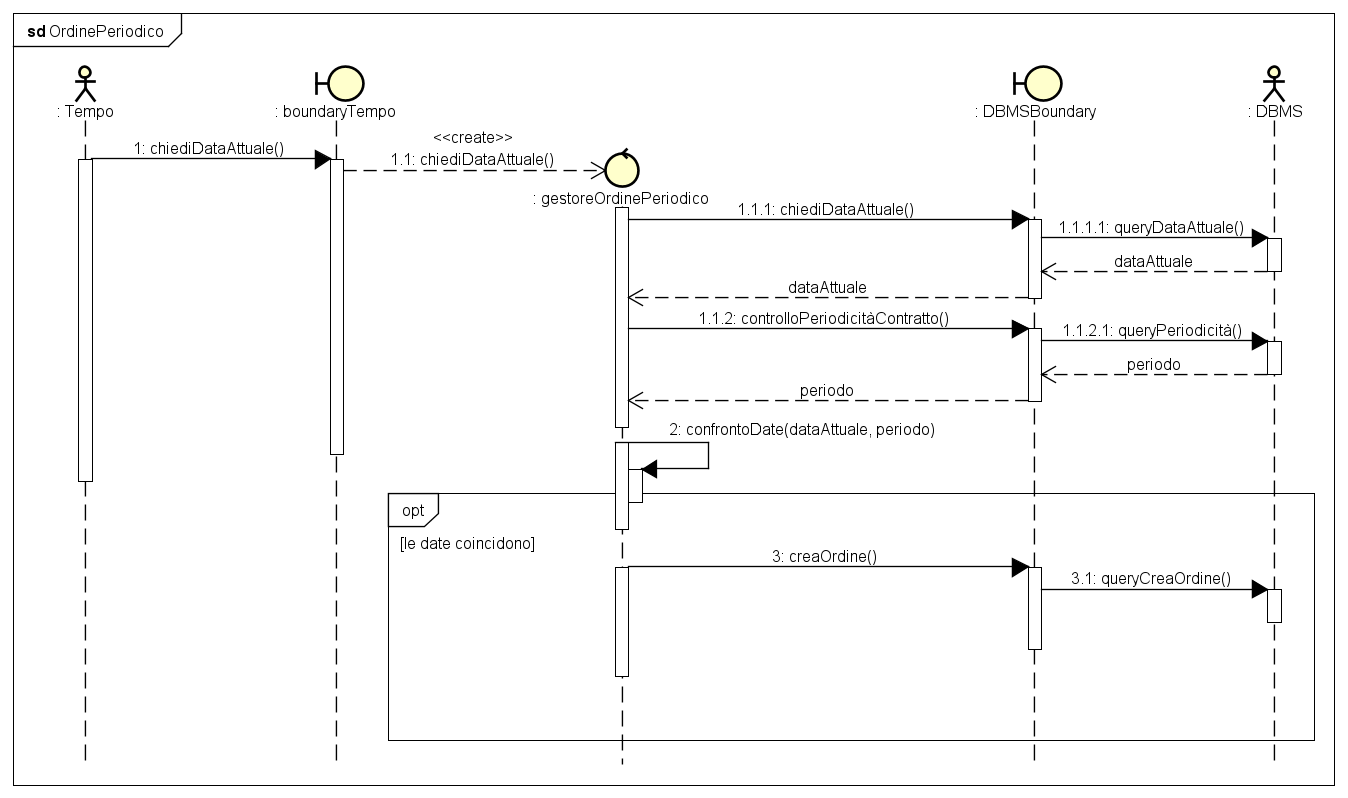 sd OrdinePeriodico
: Tempo
: boundaryTempo
: DBMSBoundary
: DBMS
<<create>>
1: chiediDataAttuale()
1.1: chiediDataAttuale()
: gestoreOrdinePeriodico
1.1.1: chiediDataAttuale()
1.1.1.1: queryDataAttuale()
dataAttuale
dataAttuale
1.1.2: controlloPeriodicitàContratto()
1.1.2.1: queryPeriodicità()
periodo
periodo
2: confrontoDate(dataAttuale, periodo)
opt
[le date coincidono]
3: creaOrdine()
3.1: queryCreaOrdine()